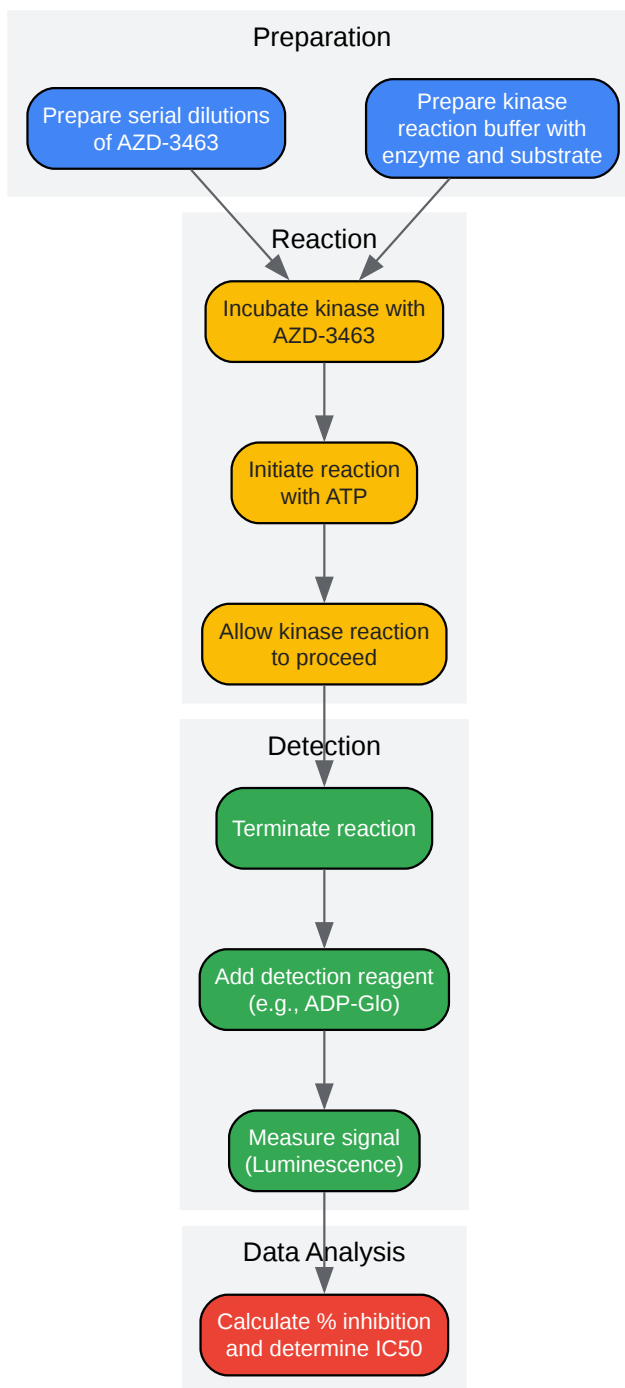 Preparation
Prepare serial dilutions
of AZD-3463
Prepare kinase
reaction buffer with
enzyme and substrate
Reaction
Incubate kinase with
AZD-3463
Initiate reaction
with ATP
Allow kinase reaction
to proceed
Detection
Terminate reaction
Add detection reagent
(e.g., ADP-Glo)
Measure signal
(Luminescence)
Data Analysis
Calculate % inhibition
and determine IC50